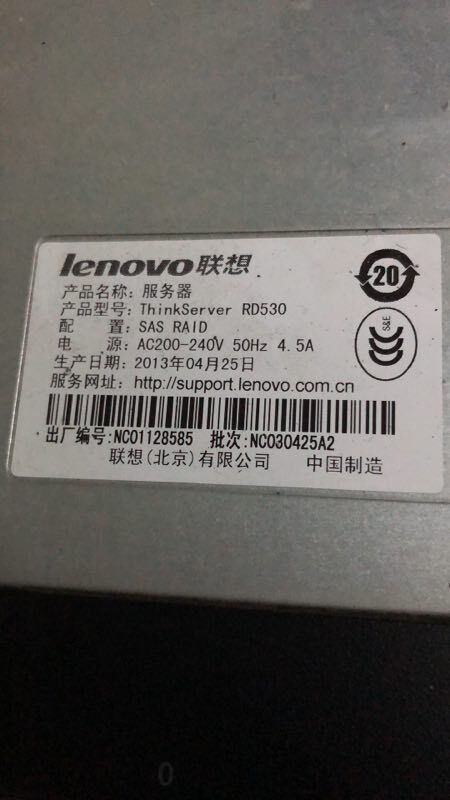 lenovo联想
产品名称: 服务器
产品型号: ThinkServer RD530
配 置: SAS RAID
电 源: AC200-240V 50Hz 4.5A
生产日期: 2013年04月25日
服务网址: http://support.lenovo.com.cn
出厂编号:NC01128585 批次:NC030425A2
联想(北京)有限公司 中国制造
20
S&E
0